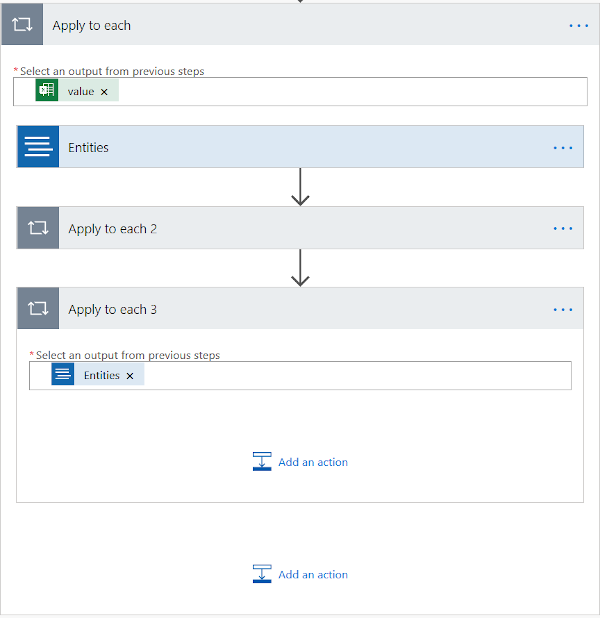 Apply to each
* Select an output from previous steps
value ×
Entities
Apply to each 2
Apply to each 3
* Select an output from previous steps
Entities ×
Add an action
Add an action